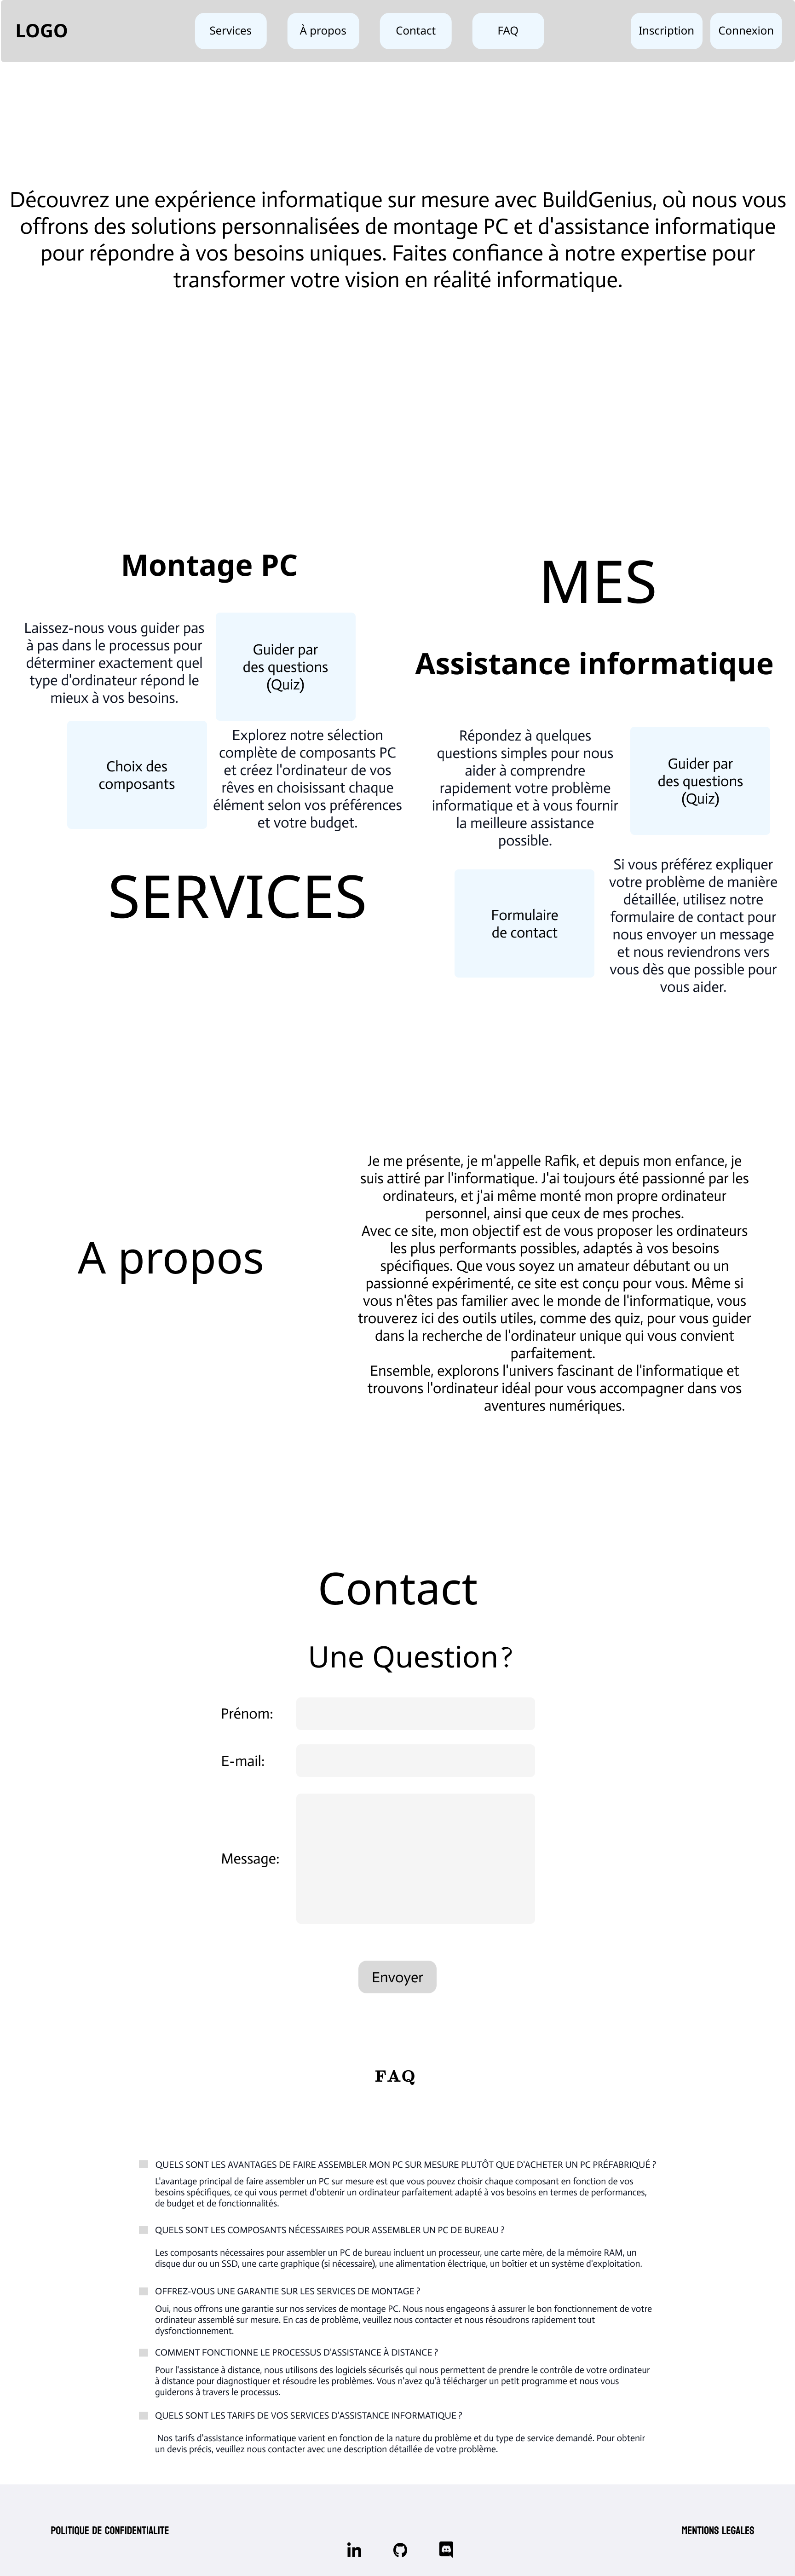 LOGO
Services
À propos
Contact
FAQ
Inscription
Connexion
Découvrez une expérience informatique sur mesure avec BuildGenius, où nous vous
offrons des solutions personnalisées de montage PC et d'assistance informatique
pour répondre à vos besoins uniques. Faites confiance à notre expertise pour
transformer votre vision en réalité informatique.
MES
Montage PC
Laissez-nous vous guider pas
à pas dans le processus pour
déterminer exactement quel
type d'ordinateur répond le
mieux à vos besoins.
Guider par
des questions
(Quiz)
Choix des
composants
Explorez notre sélection
complète de composants PC
et créez l'ordinateur de vos
rêves en choisissant chaque
élément selon vos préférences
et votre budget.
SERVICES
Assistance informatique
Répondez à quelques
questions simples pour nous
aider à comprendre
rapidement votre problème
informatique et à vous fournir
la meilleure assistance
possible.
Guider par
des questions
(Quiz)
Formulaire
de contact
Si vous préférez expliquer
votre problème de manière
détaillée, utilisez notre
formulaire de contact pour
nous envoyer un message
et nous reviendrons vers
vous dès que possible pour
vous aider.
A propos
Je me présente, je m'appelle Rafik, et depuis mon enfance, je
suis attiré par l'informatique. J'ai toujours été passionné par les
ordinateurs, et j'ai même monté mon propre ordinateur
personnel, ainsi que ceux de mes proches.
Avec ce site, mon objectif est de vous proposer les ordinateurs
les plus performants possibles, adaptés à vos besoins
spécifiques. Que vous soyez un amateur débutant ou un
passionné expérimenté, ce site est conçu pour vous. Même si
vous n'êtes pas familier avec le monde de l'informatique, vous
trouverez ici des outils utiles, comme des quiz, pour vous guider
dans la recherche de l'ordinateur unique qui vous convient
parfaitement.
Ensemble, explorons l'univers fascinant de l'informatique et
trouvons l'ordinateur idéal pour vous accompagner dans vos
aventures numériques.
Contact
Une Question?
Prénom:
E-mail:
Message:
Envoyer
FAQ
QUELS SONT LES AVANTAGES DE FAIRE ASSEMBLER MON PC SUR MESURE PLUTÔT QUE D'ACHETER UN PC PRÉFABRIQUÉ ?
L'avantage principal de faire assembler un PC sur mesure est que vous pouvez choisir chaque composant en fonction de vos
besoins spécifiques, ce qui vous permet d'obtenir un ordinateur parfaitement adapté à vos besoins en termes de performances,
de budget et de fonctionnalités.
QUELS SONT LES COMPOSANTS NÉCESSAIRES POUR ASSEMBLER UN PC DE BUREAU ?
Les composants nécessaires pour assembler un PC de bureau incluent un processeur, une carte mère, de la mémoire RAM, un
disque dur ou un SSD, une carte graphique (si nécessaire), une alimentation électrique, un boîtier et un système d'exploitation.
OFFREZ-VOUS UNE GARANTIE SUR LES SERVICES DE MONTAGE ?
Oui, nous offrons une garantie sur nos services de montage PC. Nous nous engageons à assurer le bon fonctionnement de votre
ordinateur assemblé sur mesure. En cas de problème, veuillez nous contacter et nous résoudrons rapidement tout
dysfonctionnement.
COMMENT FONCTIONNE LE PROCESSUS D'ASSISTANCE À DISTANCE ?
Pour l'assistance à distance, nous utilisons des logiciels sécurisés qui nous permettent de prendre le contrôle de votre ordinateur
à distance pour diagnostiquer et résoudre les problèmes. Vous n'avez qu'à télécharger un petit programme et nous vous
guiderons à travers le processus.
QUELS SONT LES TARIFS DE VOS SERVICES D'ASSISTANCE INFORMATIQUE ?
Nos tarifs d'assistance informatique varient en fonction de la nature du problème et du type de service demandé. Pour obtenir
un devis précis, veuillez nous contacter avec une description détaillée de votre problème.
POLITIQUE DE CONFIDENTIALITE
in
MENTIONS LEGALES